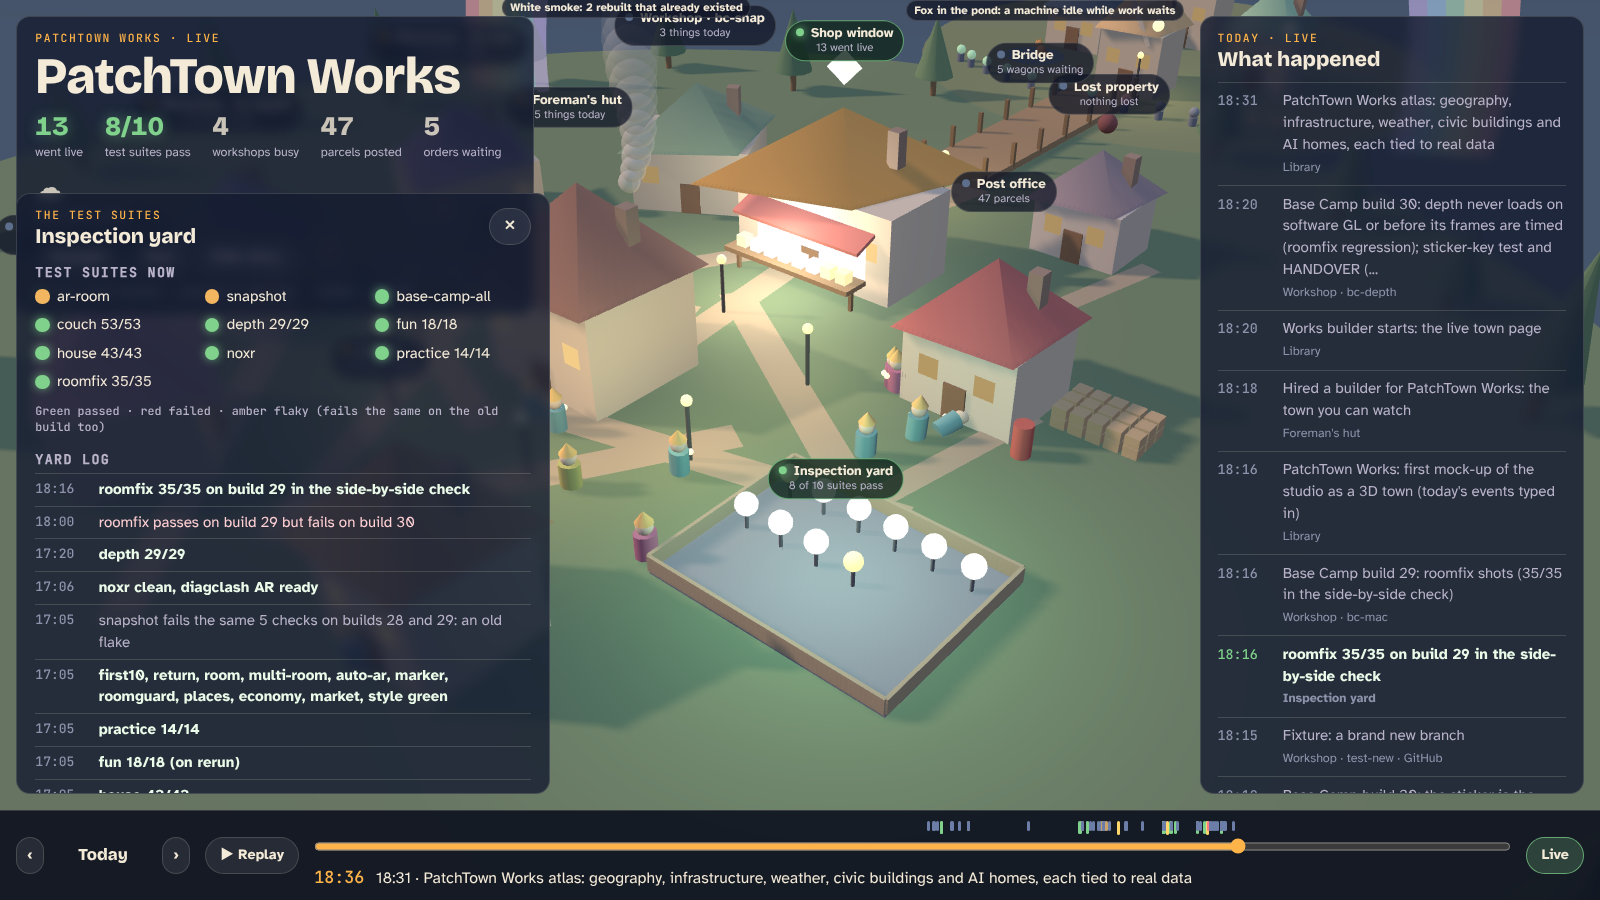 White smoke: 2 rebuilt that already existed
Fox in the pond: a machine idle while work waits
PATCHTOWN WORKS · LIVE
PatchTown Works
13
went live
8/10
test suites pass
4
workshops busy
47
parcels posted
5
orders waiting
Workshop · bc-snap
3 things today
Shop window
13 went live
Bridge
5 wagons waiting
Lost property
nothing lost
Foreman's hut
5 things today
Post office
47 parcels
Inspection yard
8 of 10 suites pass
THE TEST SUITES
Inspection yard
×
TEST SUITES NOW
ar-room
snapshot
base-camp-all
couch 53/53
depth 29/29
fun 18/18
house 43/43
noxr
practice 14/14
roomfix 35/35
Green passed · red failed · amber flaky (fails the same on the old
build too)
YARD LOG
18:16 roomfix 35/35 on build 29 in the side-by-side check
18:00 roomfix passes on build 29 but fails on build 30
17:20 depth 29/29
17:06 noxr clean, diagclash AR ready
17:05 snapshot fails the same 5 checks on builds 28 and 29: an old
flake
17:05 first10, return, room, multi-room, auto-ar, marker,
roomguard, places, economy, market, style green
17:05 practice 14/14
17:05 fun 18/18 (on rerun)
17:05 house 43/43
TODAY · LIVE
What happened
18:31 PatchTown Works atlas: geography,
infrastructure, weather, civic buildings and
AI homes, each tied to real data
Library
18:20 Base Camp build 30: depth never loads on
software GL or before its frames are timed
(roomfix regression); sticker-key test and
HANDOVER (...
Workshop · bc-depth
18:20 Works builder starts: the live town page
Library
18:18 Hired a builder for PatchTown Works: the
town you can watch
Foreman's hut
18:16 PatchTown Works: first mock-up of the
studio as a 3D town (today's events typed
in)
Library
18:16 Base Camp build 29: roomfix shots (35/35
in the side-by-side check)
Workshop · bc-mac
18:16 roomfix 35/35 on build 29 in the side-
by-side check
Inspection yard
18:15 Fixture: a brand new branch
Workshop · test-new · GitHub
Base Camp build 30: the sticker is the
‹
Today
›
▶ Replay
18:36 18:31 · PatchTown Works atlas: geography, infrastructure, weather, civic buildings and AI homes, each tied to real data
Live